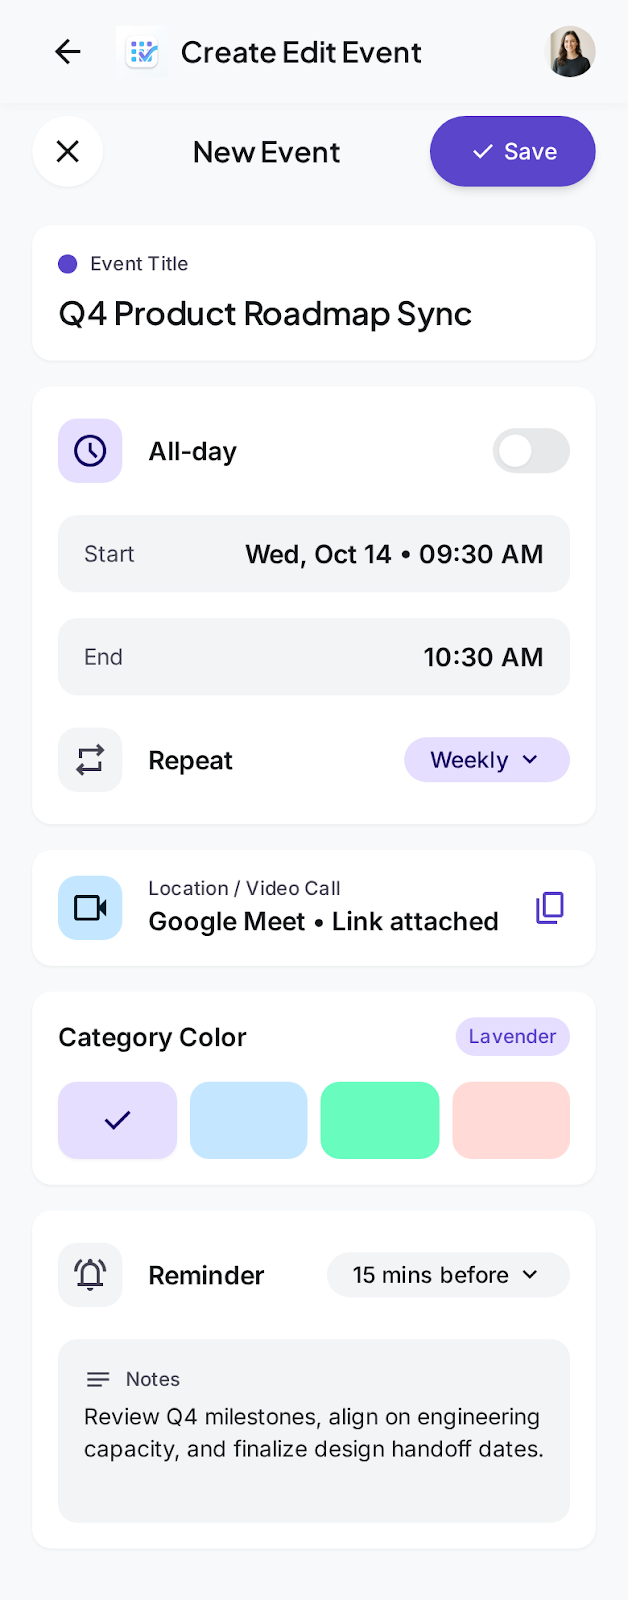 Create Edit Event
New Event
Save
Event Title
Q4 Product Roadmap Sync
All-day
Start
Wed, Oct 14 • 09:30 AM
End
10:30 AM
Repeat
Weekly
Location / Video Call
Google Meet • Link attached
Category Color
Lavender
Reminder
15 mins before
Notes
Review Q4 milestones, align on engineering
capacity, and finalize design handoff dates.